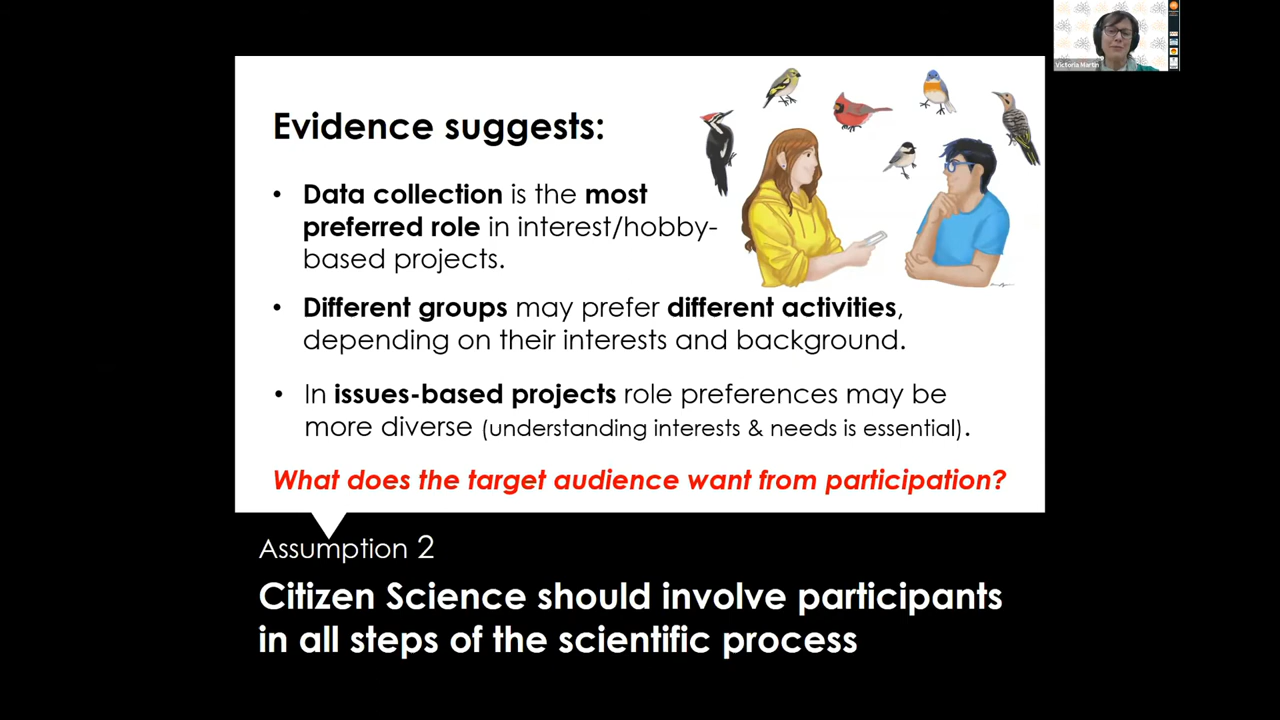 Victoria Martin
Evidence suggests:
• Data collection is the most
preferred role in interest/hobby-
based projects.
• Different groups may prefer different activities,
depending on their interests and background.
• In issues-based projects role preferences may be
more diverse (understanding interests & needs is essential).
What does the target audience want from participation?
Assumption 2
Citizen Science should involve participants
in all steps of the scientific process